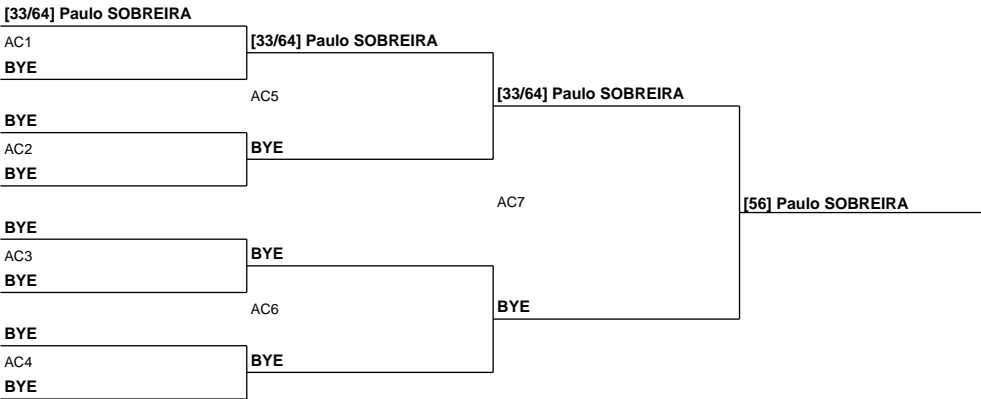 [33/64] Paulo SOBREIRA
AC1
[33/64] Paulo SOBREIRA
BYE
AC5
[33/64] Paulo SOBREIRA
BYE
AC2
BYE
BYE
AC7
[56] Paulo SOBREIRA
BYE
AC3
BYE
BYE
AC6
BYE
BYE
AC4
BYE
BYE